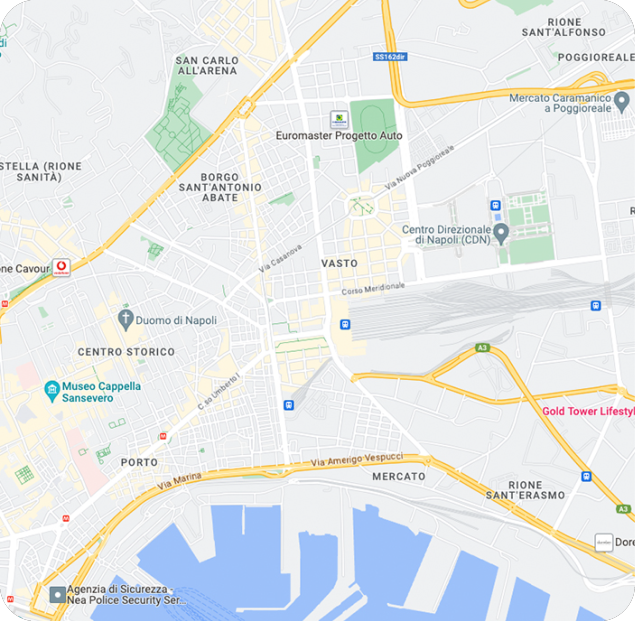 di
RIONE
SANT'ALFONSO
SS162dir
POGGIOREALE
SAN CARLO
ALL'ARENA
Mercato Caramanico
a Poggioreale
Euromaster Progetto Auto
STELLA (RIONE
SANITÀ)
Via Nuova Poggioreale
BORGO
SANT'ANTONIO
ABATE
R
Centro Direzionale
di Napoli (CDN)
Via Casanova
VASTO
one Cavour
Corso Meridionale
M
Duomo di Napoli
CENTRO STORICO
A3
Museo Cappella
Sansevero
C.so Umberto I
Gold Tower Lifestyl
M
Via Amerigo Vespucci
PORTO
MERCATO
Via Marina
RIONE
SANT'ERASMO
A3
M
Dore
Agenzia di Sicurezza -
Nea Police Security Ser...
M